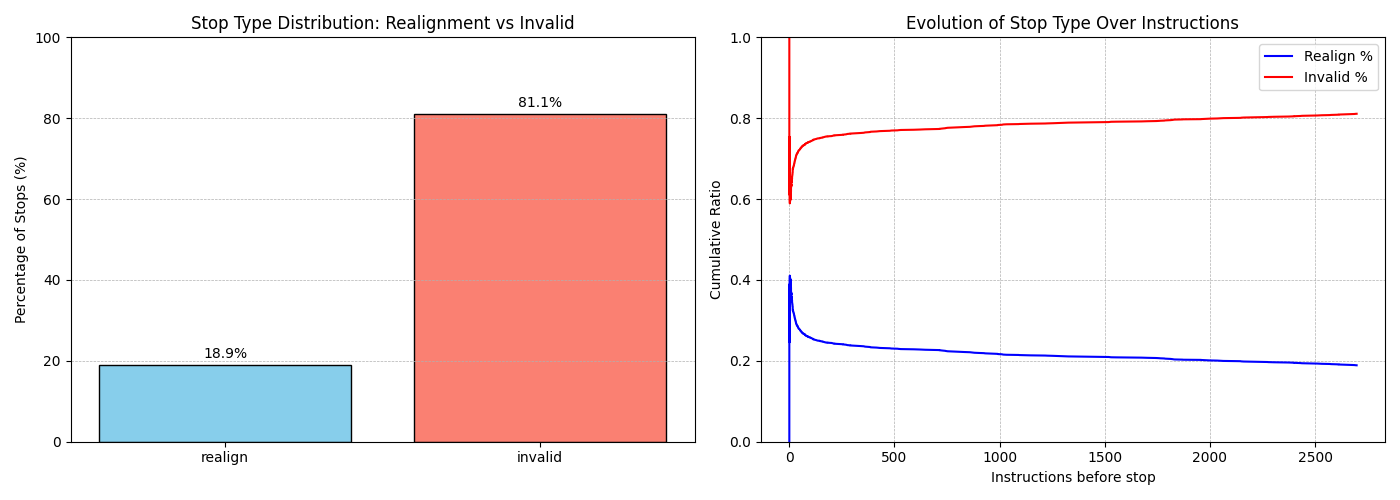 Stop Type Distribution: Realignment vs Invalid
Percentage of Stops (%)
100
80
60
40
20
0
18.9%
81.1%
realign
invalid
Evolution of Stop Type Over Instructions
Cumulative Ratio
1.0
0.8
0.6
0.4
0.2
0.0
Realign %
Invalid %
0
500
1000
1500
2000
2500
Instructions before stop